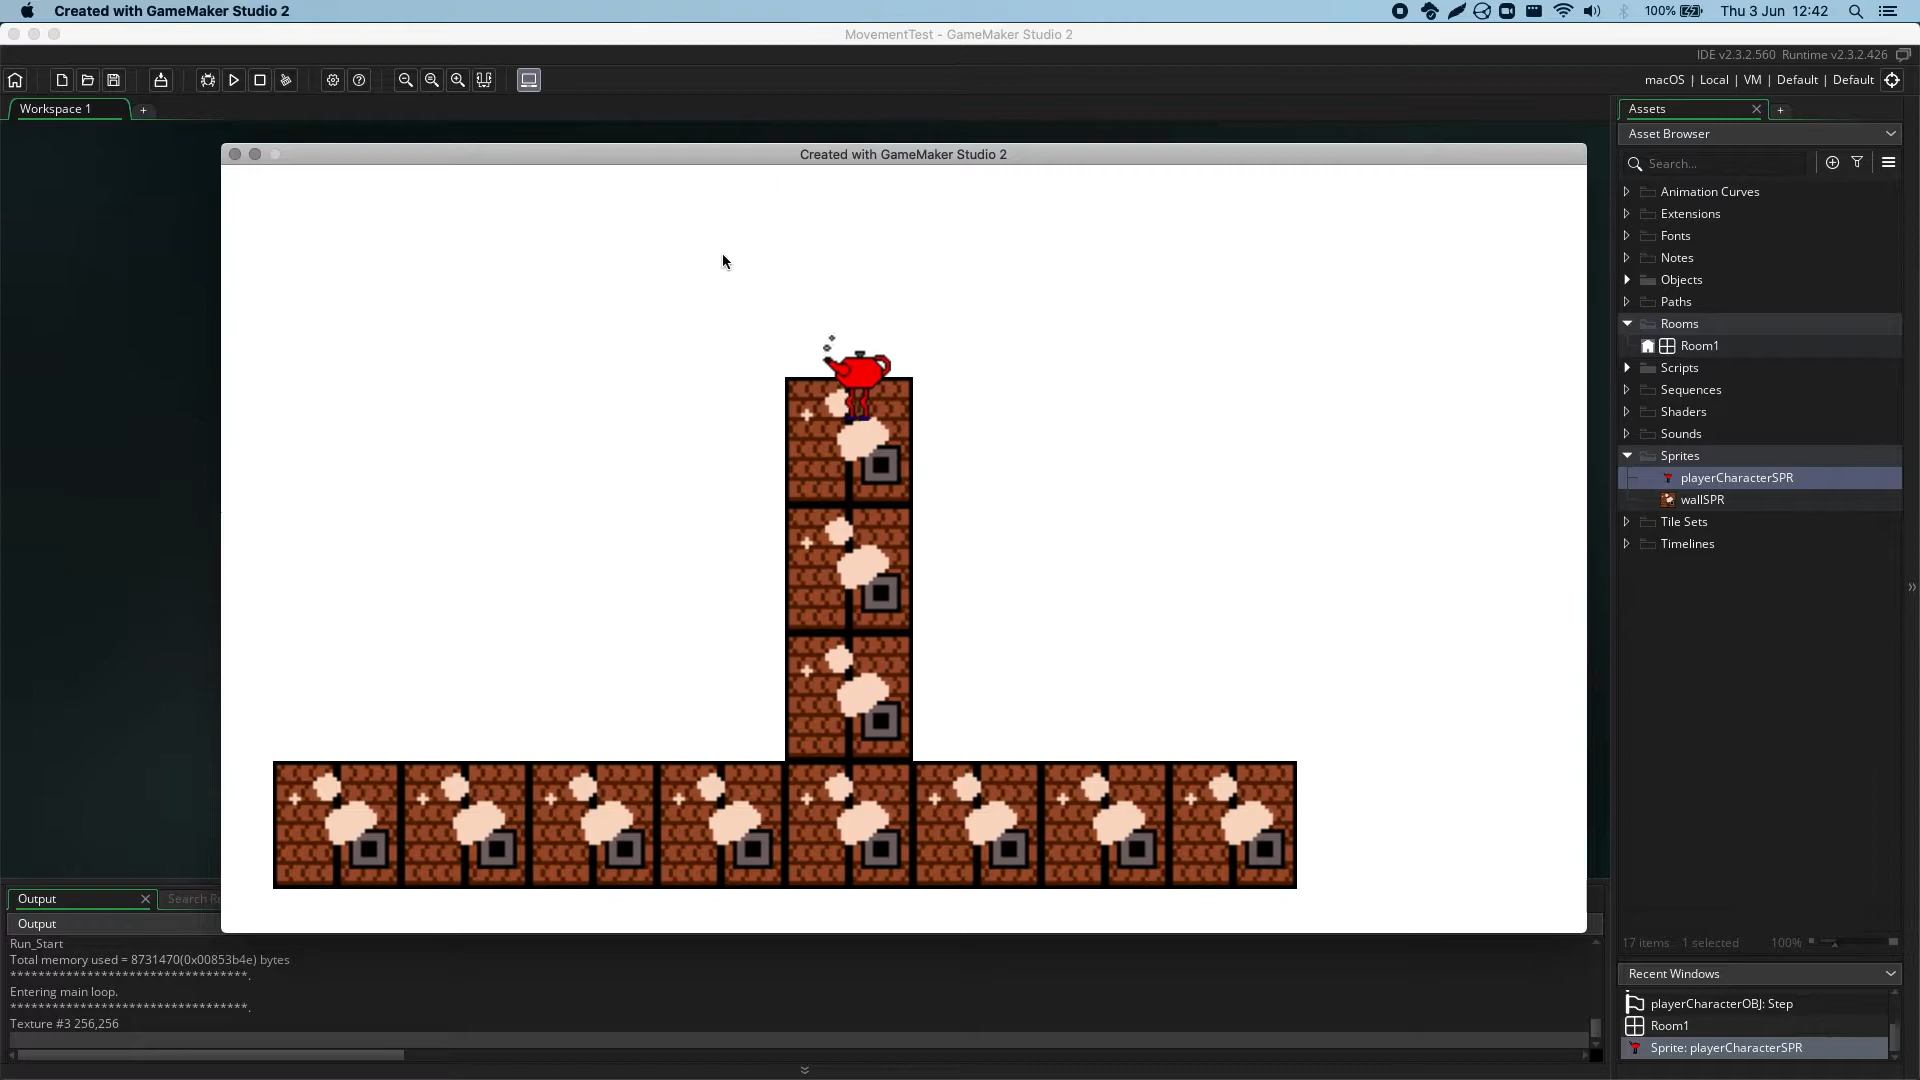 Created with GameMaker Studio 2
100%
Thu 3 Jun 12:42
MovementTest - GameMaker Studio 2
IDE v2.3.2.560 Runtime v2.3.2.426
macOS | Local | VM | Default | Default
Workspace 1
+
Assets
+
Asset Browser
Created with GameMaker Studio 2
Search...
Animation Curves
Extensions
Fonts
Notes
Objects
Paths
Rooms
Room1
Scripts
Sequences
Shaders
Sounds
Sprites
playerCharacterSPR
wallSPR
Tile Sets
Timelines
17 items 1 selected 100%
Output
Search
Output
Run_Start
Total memory used = 8731470(0x00853b4e) bytes
*********************************.
Entering main loop.
*********************************.
Texture #3 256,256
Recent Windows
playerCharacterOBJ: Step
Room1
Sprite: playerCharacterSPR